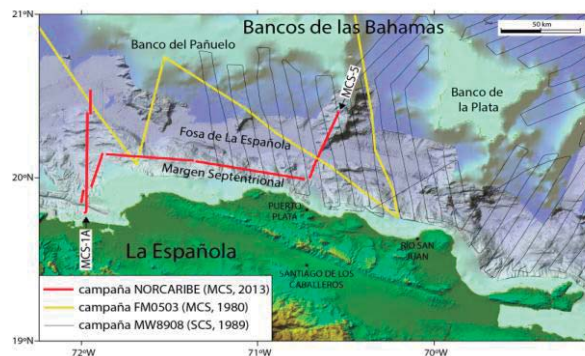 21°N
Bancos de las Bahamas
50 km
Banco del Pañuelo
MCS-5
Banco de
la Plata
Fosa de La Española
20°N
Margen Septentrional
PUERTO
PLATA
MCS-1A
RIO SAN
JUAN
La Española
SANTIAGO DE LOS
CABALLEROS
campaña NORCARIBE (MCS, 2013)
campaña FM0503 (MCS, 1980)
campaña MW8908 (SCS, 1989)
19°N
72°W
71°W
70°W